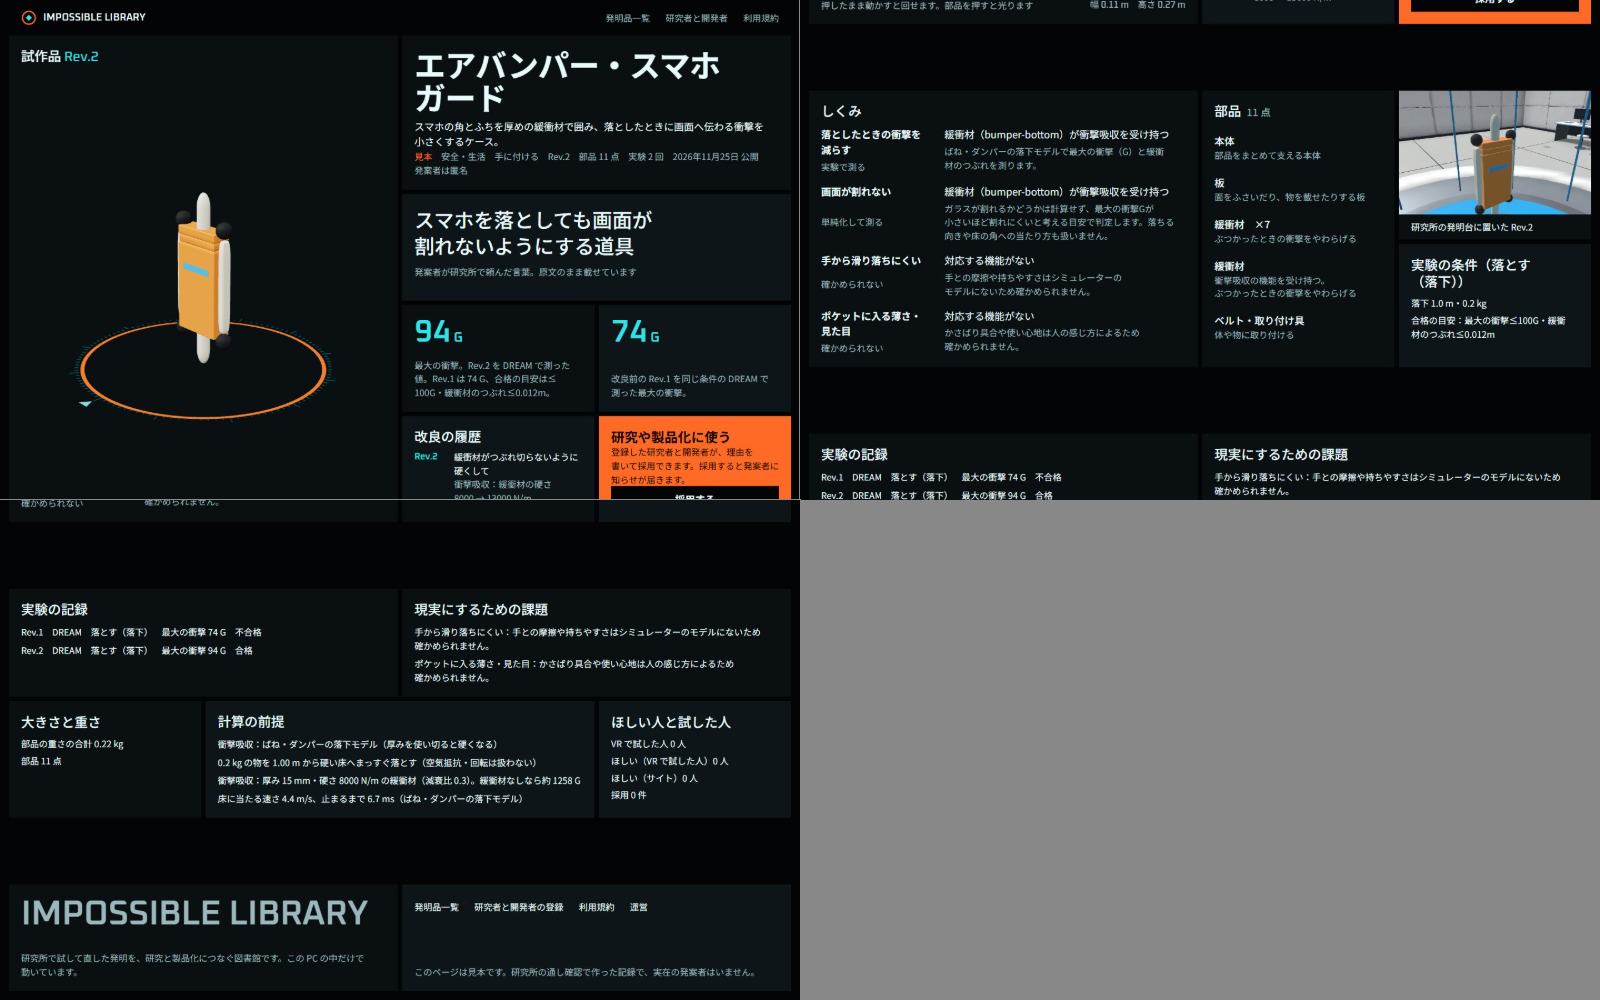 IMPOSSIBLE LIBRARY
発明品一覧 研究者と開発者 利用規約
試作品 Rev.2
エアバンパー・スマホ
ガード
スマホの角とふちを厚めの緩衝材で囲み、落としたときに画面へ伝わる衝撃を
小さくするケース。
見本 安全・生活 手に付ける Rev.2 部品 11 点 実験 2 回 2026年11月25日 公開
発案者は匿名
スマホを落としても画面が
割れないようにする道具
発案者が研究所で頼んだ言葉。原文のまま載せています
94 G
最大の衝撃。Rev.2 を DREAM で測った
値。Rev.1 は 74 G、合格の目安は≤
100G・緩衝材のつぶれ≤0.012m。
74 G
改良前の Rev.1 を同じ条件の DREAM で
測った最大の衝撃。
改良の履歴
Rev.2 緩衝材がつぶれ切らないように
硬くして
衝撃吸収：緩衝材の硬さ
8000 → 13000 N/m
研究や製品化に使う
登録した研究者と開発者が、理由を
書いて採用できます。採用すると発案者に
知らせが届きます。
採用する
押したまま動かすと回せます。部品を押すと光ります 幅 0.11 m 高さ 0.27 m
採用する
しくみ
落としたときの衝撃を
減らす
実験で測る
緩衝材（bumper-bottom）が衝撃吸収を受け持つ
ばね・ダンパーの落下モデルで最大の衝撃（G）と緩衝
材のつぶれを測ります。
画面が割れない
単純化して測る
緩衝材（bumper-bottom）が衝撃吸収を受け持つ
ガラスが割れるかどうかは計算せず、最大の衝撃Gが
小さいほど割れにくいと考える目安で判定します。落ちる
向きや床の角への当たり方も扱いません。
手から滑り落ちにくい
確かめられない
対応する機能がない
手との摩擦や持ちやすさはシミュレーターの
モデルにないため確かめられません。
ポケットに入る薄さ・
見た目
確かめられない
対応する機能がない
かさばり具合や使い心地は人の感じ方によるため
確かめられません。
部品 11 点
本体
部品をまとめて支える本体
板
面をふさいだり、物を載せたりする板
緩衝材 ×7
ぶつかったときの衝撃をやわらげる
緩衝材
衝撃吸収の機能を受け持つ。
ぶつかったときの衝撃をやわらげる
ベルト・取り付け具
体や物に取り付ける
研究所の発明台に置いた Rev.2
実験の条件（落とす
（落下））
落下 1.0 m・0.2 kg
合格の目安：最大の衝撃≤100G・緩衝
材のつぶれ≤0.012m
実験の記録
Rev.1 DREAM 落とす（落下） 最大の衝撃 74 G 不合格
Rev.2 DREAM 落とす（落下） 最大の衝撃 94 G 合格
現実にするための課題
手から滑り落ちにくい：手との摩擦や持ちやすさはシミュレーターのモデルにないため
確かめられません。
確かめられない 確かめられません。
実験の記録
Rev.1 DREAM 落とす（落下） 最大の衝撃 74 G 不合格
Rev.2 DREAM 落とす（落下） 最大の衝撃 94 G 合格
現実にするための課題
手から滑り落ちにくい：手との摩擦や持ちやすさはシミュレーターのモデルにないため
確かめられません。
ポケットに入る薄さ・見た目：かさばり具合や使い心地は人の感じ方によるため
確かめられません。
大きさと重さ
部品の重さの合計 0.22 kg
部品 11 点
計算の前提
衝撃吸収：ばね・ダンパーの落下モデル（厚みを使い切ると硬くなる）
0.2 kg の物を 1.00 m から硬い床へまっすぐ落とす（空気抵抗・回転は扱わない）
衝撃吸収：厚み 15 mm・硬さ 8000 N/m の緩衝材（減衰比 0.3）。緩衝材なしなら約 1258 G
床に当たる速さ 4.4 m/s、止まるまで 6.7 ms（ばね・ダンパーの落下モデル）
ほしい人と試した人
VR で試した人 0 人
ほしい（VR で試した人）0 人
ほしい（サイト）0 人
採用 0 件
IMPOSSIBLE LIBRARY
研究所で試して直した発明を、研究と製品化につなぐ図書館です。この PC の中だけで
動いています。
発明品一覧 研究者と開発者の登録 利用規約 運営
このページは見本です。研究所の通し確認で作った記録で、実在の発案者はいません。